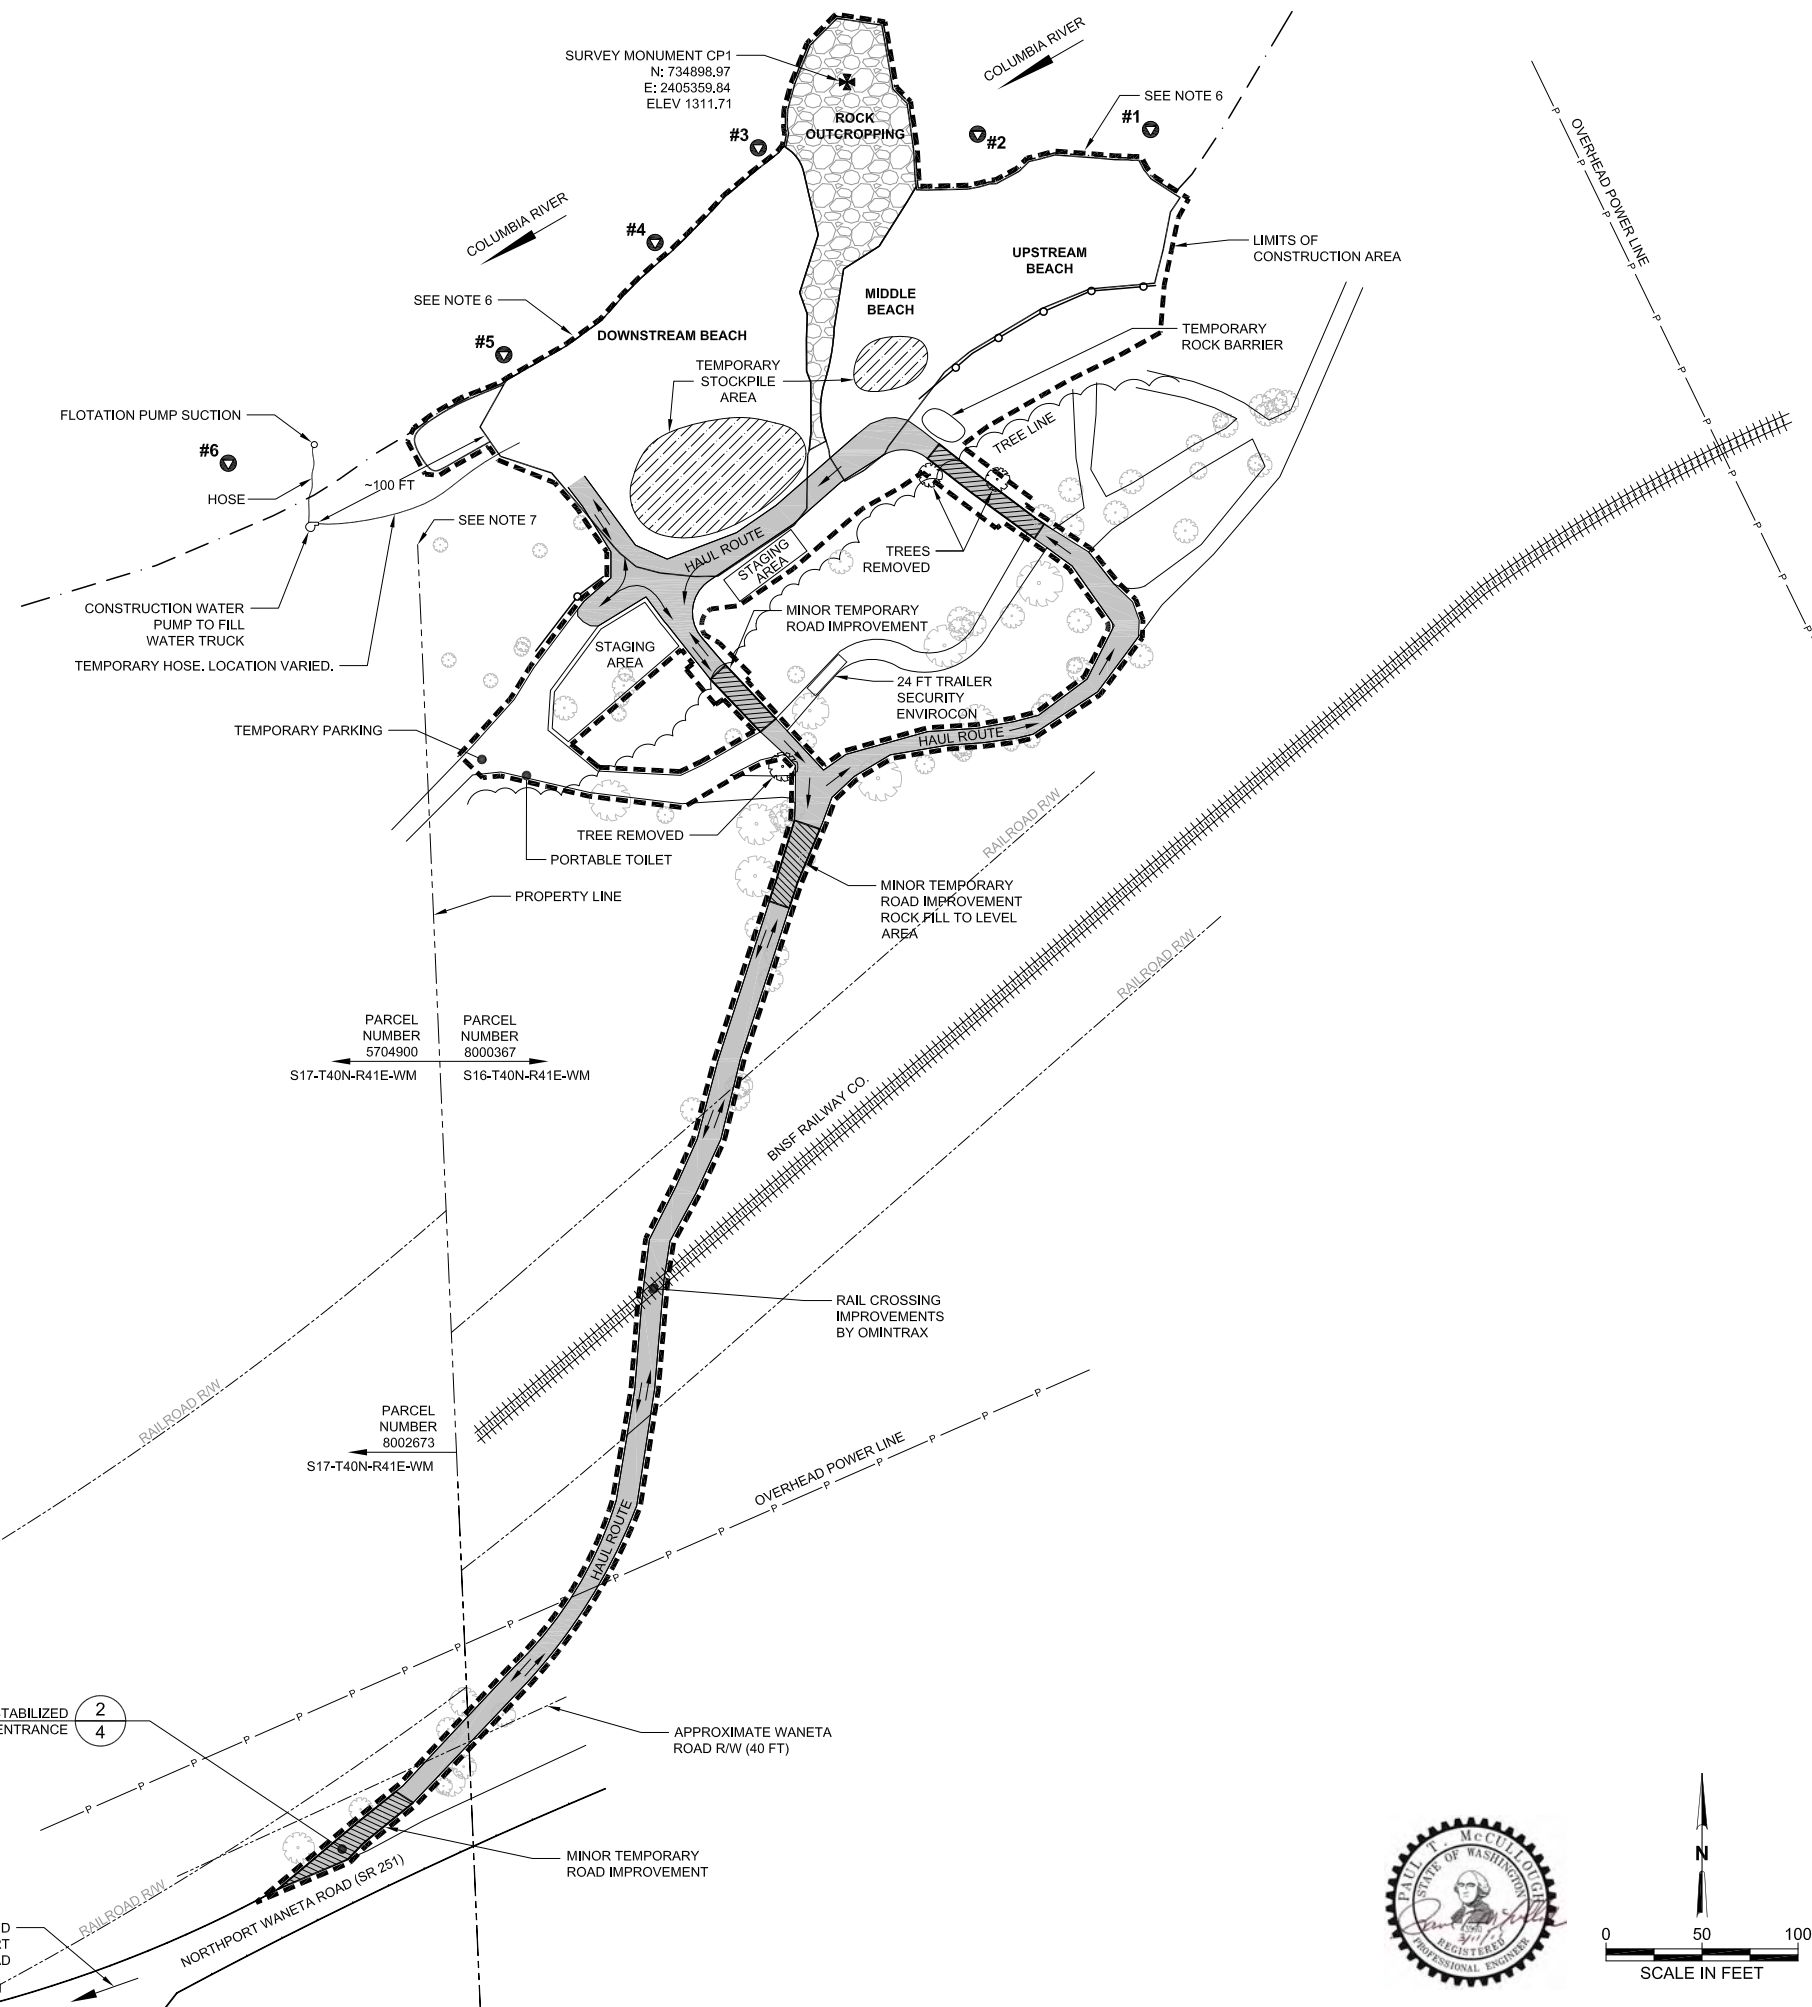 SURVEY MONUMENT CP1
N: 734898.97
E: 2405359.84
ELEV 1311.71
COLUMBIA RIVER
SEE NOTE 6
#1
#2
#3
ROCK
OUTCROPPING
OVERHEAD POWER LINE
COLUMBIA RIVER
#4
LIMITS OF
CONSTRUCTION AREA
UPSTREAM
BEACH
MIDDLE
BEACH
SEE NOTE 6
DOWNSTREAM BEACH
#5
TEMPORARY
ROCK BARRIER
TEMPORARY
STOCKPILE
AREA
FLOTATION PUMP SUCTION
#6
TREE LINE
HOSE
~100 FT
SEE NOTE 7
HAUL ROUTE
STAGING
AREA
TREES
REMOVED
CONSTRUCTION WATER
PUMP TO FILL
WATER TRUCK
MINOR TEMPORARY
ROAD IMPROVEMENT
STAGING
AREA
TEMPORARY HOSE. LOCATION VARIED.
24 FT TRAILER
SECURITY
ENVIROCON
TEMPORARY PARKING
HAUL ROUTE
TREE REMOVED
PORTABLE TOILET
RAILROAD R/W
PROPERTY LINE
MINOR TEMPORARY
ROAD IMPROVEMENT
ROCK FILL TO LEVEL
AREA
RAILROAD R/W
PARCEL
NUMBER
5704900
S17-T40N-R41E-WM
PARCEL
NUMBER
8000367
S16-T40N-R41E-WM
BNSF RAILWAY CO.
RAIL CROSSING
IMPROVEMENTS
BY OMINTRAX
RAILROAD R/W
PARCEL
NUMBER
8002673
S17-T40N-R41E-WM
OVERHEAD POWER LINE
HAUL ROUTE
TABILIZED
ENTRANCE
2
4
APPROXIMATE WANETA
ROAD R/W (40 FT)
MINOR TEMPORARY
ROAD IMPROVEMENT
RAILROAD R/W
NORTHPORT WANETA ROAD (SR 251)
D
RT
AD
PAUL T. McCULLOUGH
STATE OF WASHINGTON
REGISTERED
PROFESSIONAL ENGINEER
N
0 50 100
SCALE IN FEET